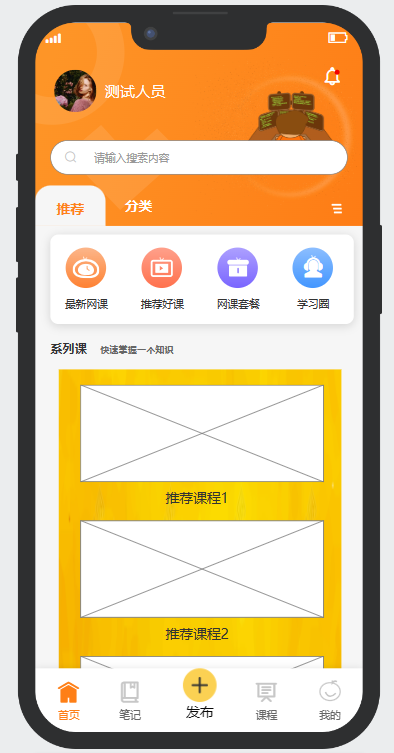 测试人员
请输入搜索内容
推荐 分类
最新网课 推荐好课 网课套餐 学习圈
系列课 快速掌握一个知识
推荐课程1
推荐课程2
首页 笔记 发布 课程 我的